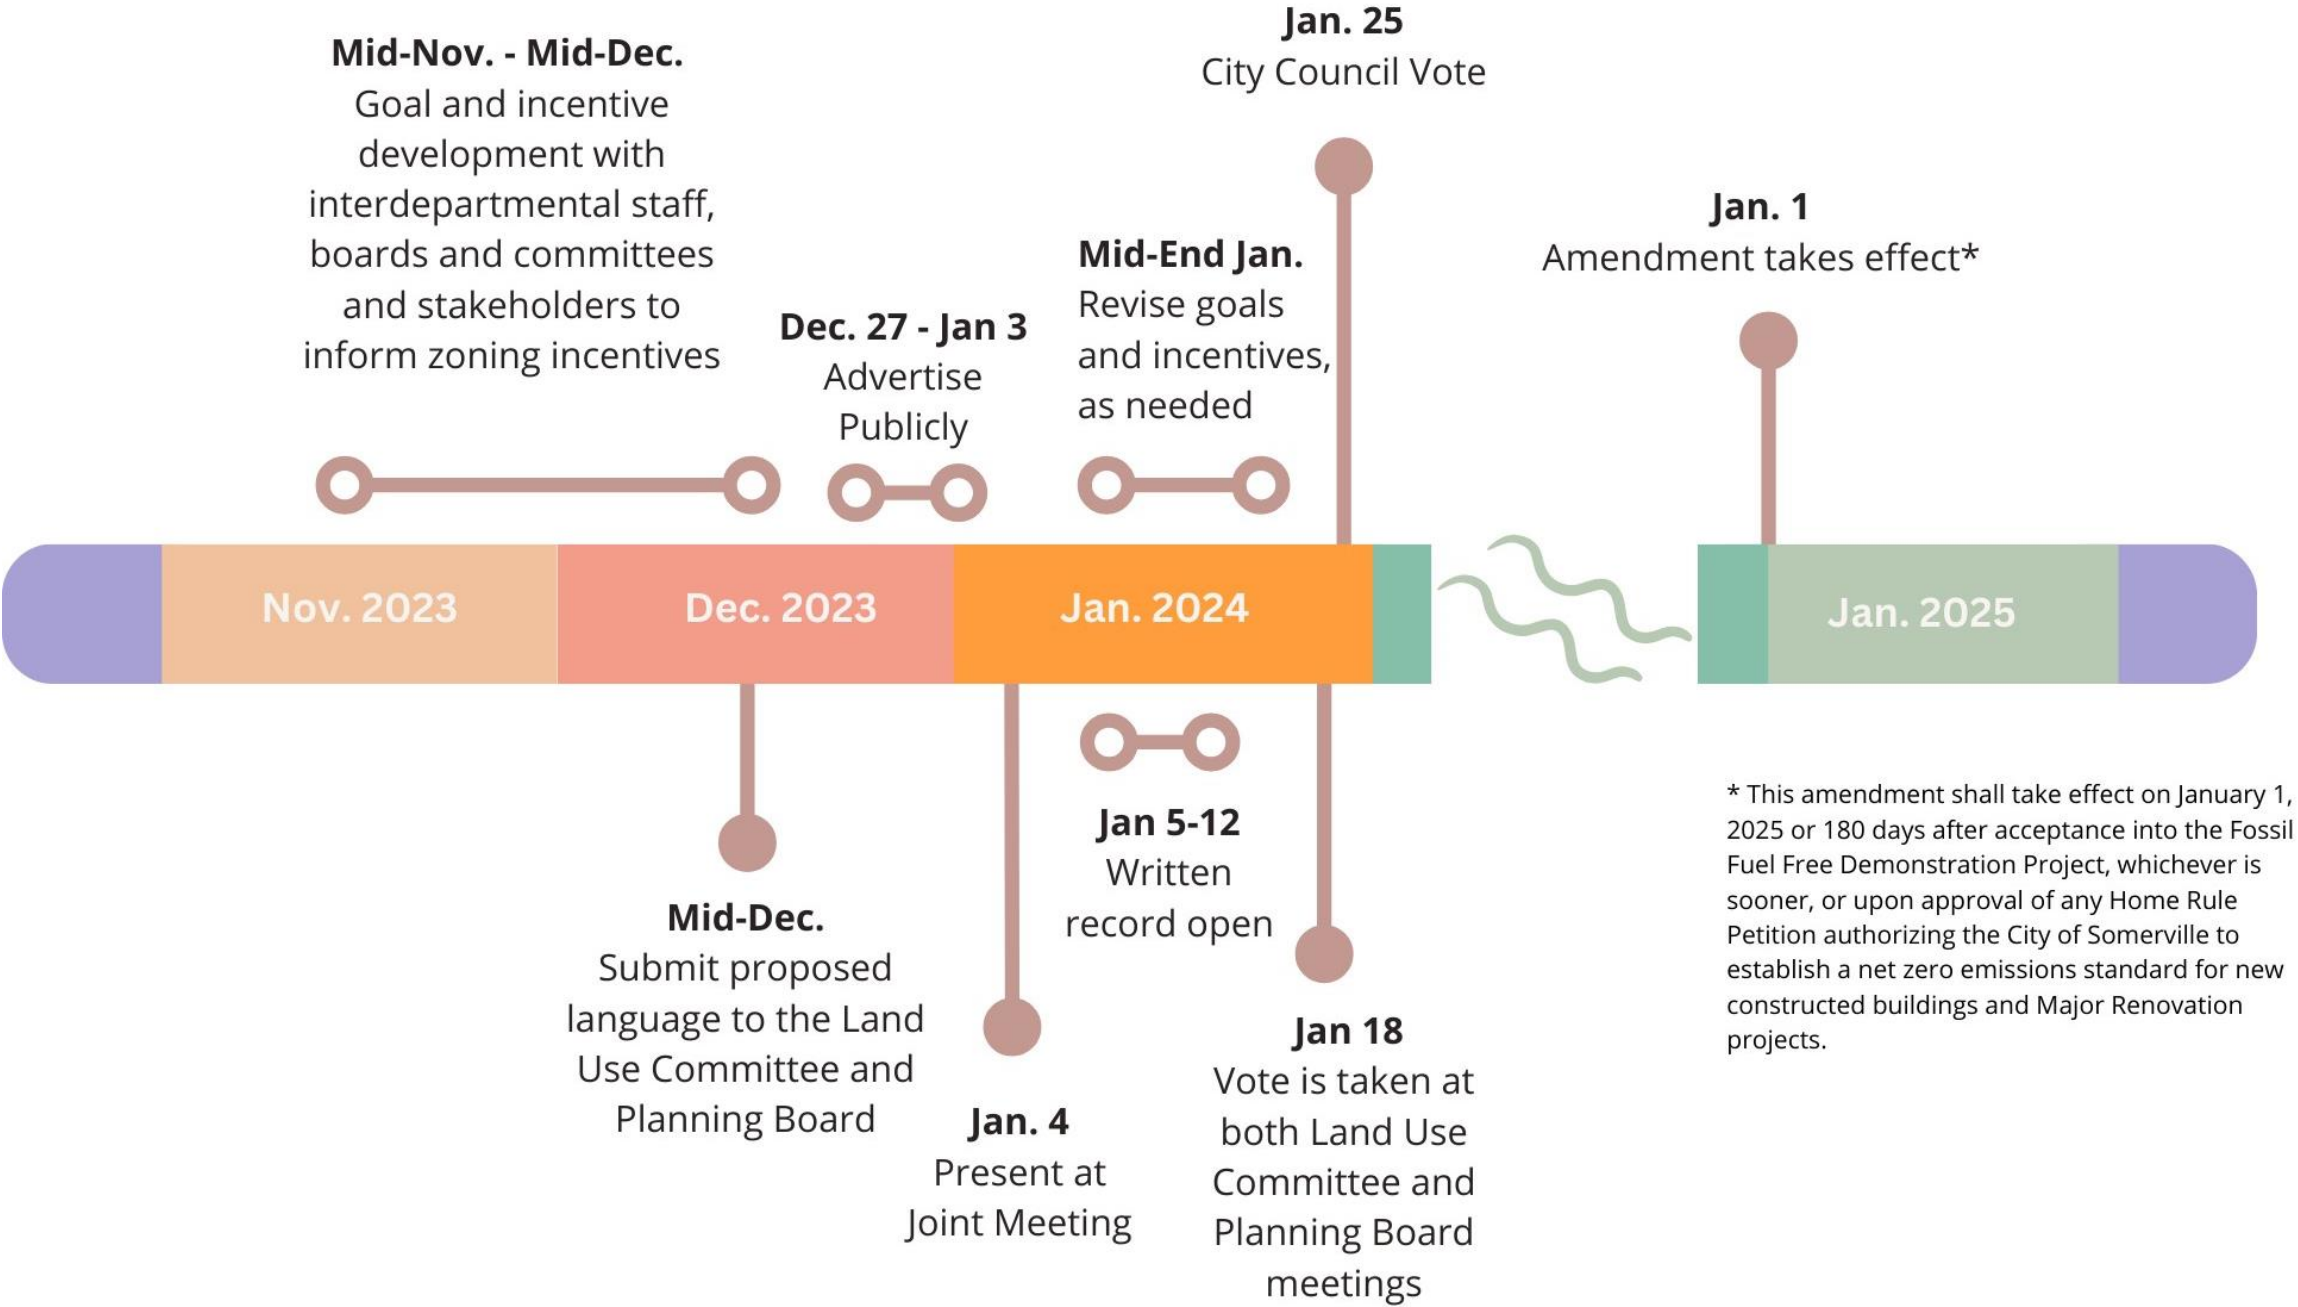 Mid-Nov. - Mid-Dec.
Goal and incentive
development with
interdepartmental staff,
boards and committees
and stakeholders to
inform zoning incentives
Dec. 27 - Jan 3
Advertise
Publicly
Mid-End Jan.
Revise goals
and incentives,
as needed
Jan. 25
City Council Vote
Jan. 1
Amendment takes effect*
Nov. 2023
Dec. 2023
Jan. 2024
Jan. 2025
Mid-Dec.
Submit proposed
language to the Land
Use Committee and
Planning Board
Jan. 4
Present at
Joint Meeting
Jan 5-12
Written
record open
Jan 18
Vote is taken at
both Land Use
Committee and
Planning Board
meetings
* This amendment shall take effect on January 1,
2025 or 180 days after acceptance into the Fossil
Fuel Free Demonstration Project, whichever is
sooner, or upon approval of any Home Rule
Petition authorizing the City of Somerville to
establish a net zero emissions standard for new
constructed buildings and Major Renovation
projects.